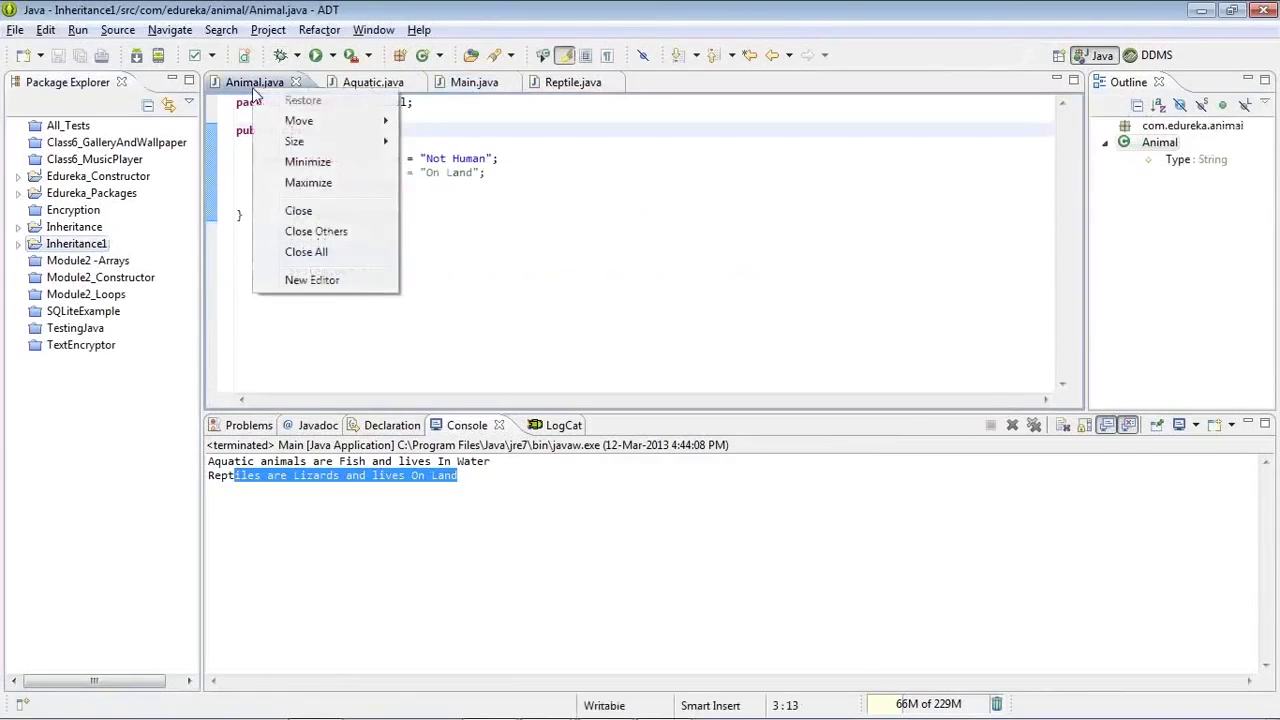 Java - Inheritance1/src/com/edureka/animal/Animal.java - ADT
File Edit Run Source Navigate Search Project Refactor Window Help
Java DDMS
Package Explorer
All_Tests
Class6_GalleryAndWallpaper
Class6_MusicPlayer
Edureka_Constructor
Edureka_Packages
Encryption
Inheritance
Inheritance1
Module2 -Arrays
Module2_Constructor
Module2_Loops
SQLiteExample
TestingJava
TextEncryptor
Animal.java Aquatic.java Main.java Reptile.java
l;
= "Not Human";
= "On Land";
}
Restore
Move
Size
Minimize
Maximize
Close
Close Others
Close All
New Editor
Outline
com.edureka.animal
Animal
Type : String
Problems @ Javadoc Declaration Console LogCat
<terminated> Main [Java Application] C:\Program Files\Java\jre7\bin\javaw.exe (12-Mar-2013 4:44:08 PM)
Aquatic animals are Fish and lives In Water
Reptiles are Lizards and lives On Land
Writable Smart Insert 3 : 13 66M of 229M